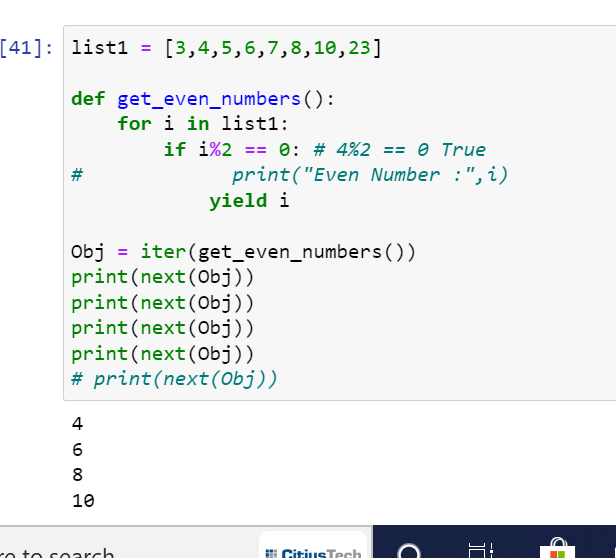 [41]: list1 = [3,4,5,6,7,8,10,23]
def get_even_numbers():
    for i in list1:
        if i%2 == 0: # 4%2 == 0 True
#             print("Even Number :",i)
            yield i
Obj = iter(get_even_numbers())
print(next(Obj))
print(next(Obj))
print(next(Obj))
print(next(Obj))
# print(next(Obj))
4
6
8
10
to search
CitiusTech